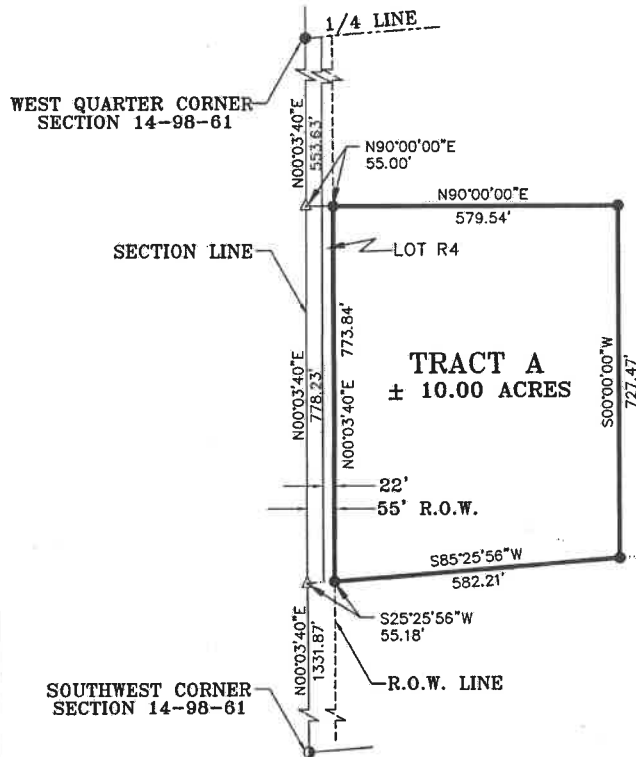 1/4 LINE
WEST QUARTER CORNER
SECTION 14-98-61
N00°03'40"E
553.63'
N90°00'00"E
55.00'
N90°00'00"E
579.54'
SECTION LINE
LOT R4
N00°03'40"E
778.23'
773.84'
N00°03'40"E
TRACT A
± 10.00 ACRES
S00°00'00"W
727.47'
22'
55' R.O.W.
S85°25'56"W
582.21'
S25°25'56"W
55.18'
N00°03'40"E
1331.87'
R.O.W. LINE
SOUTHWEST CORNER
SECTION 14-98-61